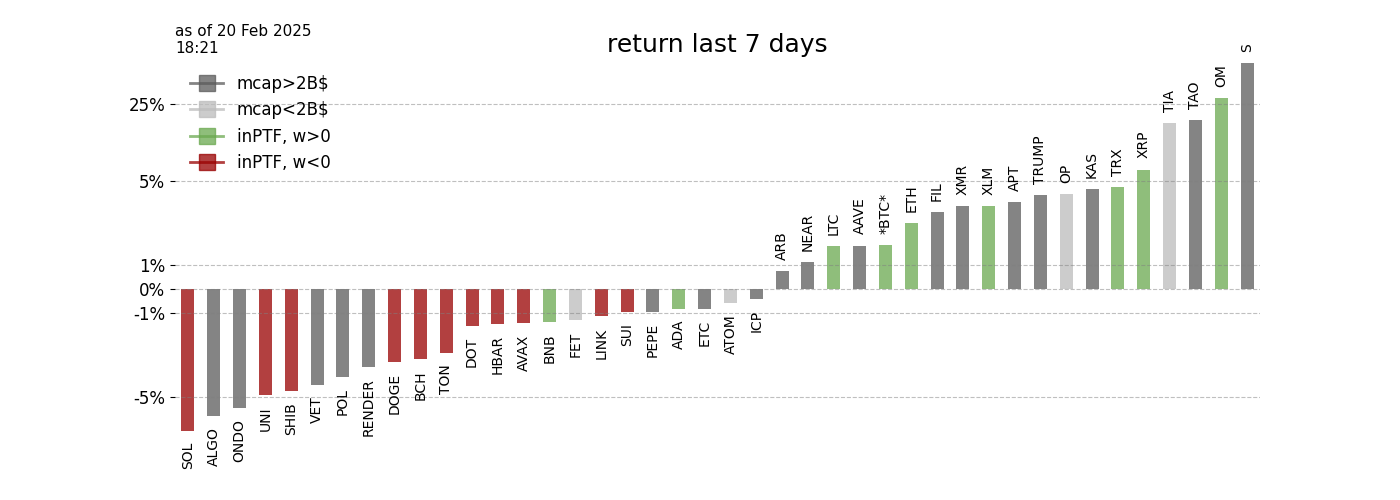 as of 20 Feb 2025
18:21
return last 7 days
mcap>2B$
mcap<2B$
inPTF, w>0
inPTF, w<0
25%
5%
1%
0%
-1%
-5%
SOL
ALGO
ONDO
UNI
SHIB
VET
POL
RENDER
DOGE
BCH
TON
DOT
HBAR
AVAX
BNB
FET
LINK
SUI
PEPE
ADA
ETC
ATOM
ICP
ARB
NEAR
LTC
AAVE
*BTC*
ETH
FIL
XMR
XLM
APT
TRUMP
OP
KAS
TRX
XRP
TIA
TAO
OM
S